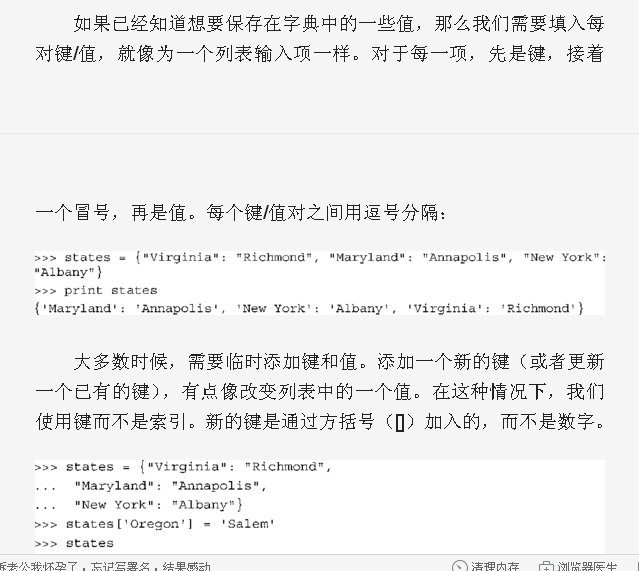 如果已经知道想要保存在字典中的一些值，那么我们需要填入每
对键/值，就像为一个列表输入项一样。对于每一项，先是键，接着
一个冒号，再是值。每个键/值对之间用逗号分隔：
>>> states = {"Virginia": "Richmond", "Maryland": "Annapolis", "New York":
"Albany"}
>>> print states
{'Maryland': 'Annapolis', 'New York': 'Albany', 'Virginia': 'Richmond'}
大多数时候，需要临时添加键和值。添加一个新的键（或者更新
一个已有的键），有点像改变列表中的一个值。在这种情况下，我们
使用键而不是索引。新的键是通过方括号（[]）加入的，而不是数字。
>>> states = {"Virginia": "Richmond",
... "Maryland": "Annapolis",
... "New York": "Albany"}
>>> states['Oregon'] = 'Salem'
>>> states
诉老公我怀孕了，忘记写署名，结果感动 清理内存 浏览器医生